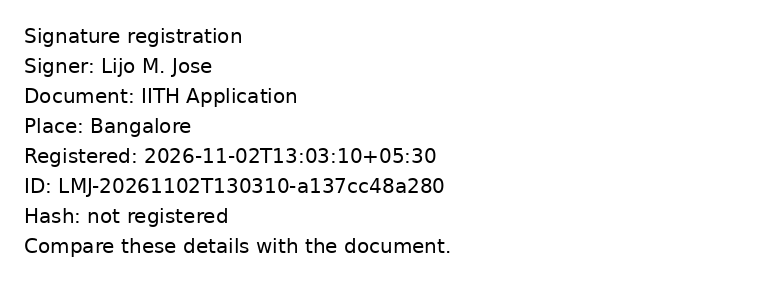 Signature registration
Signer: Lijo M. Jose
Document: IITH Application
Place: Bangalore
Registered: 2026-11-02T13:03:10+05:30
ID: LMJ-20261102T130310-a137cc48a280
Hash: not registered
Compare these details with the document.